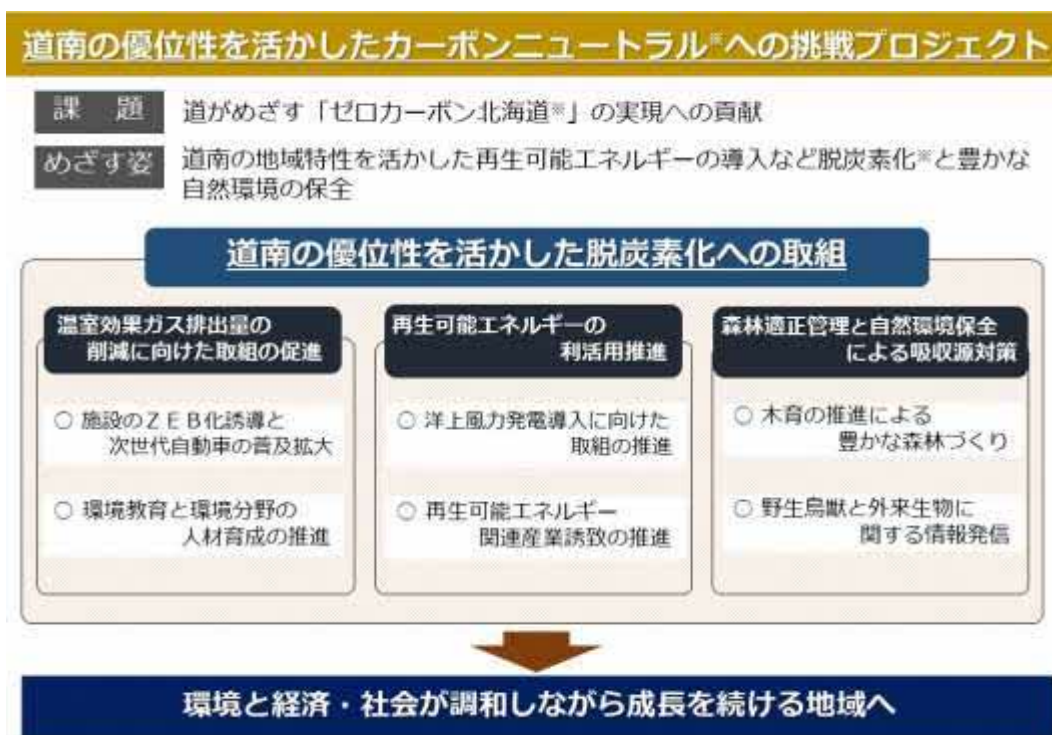 道南の優位性を活かしたカーボンニュートラル※への挑戦プロジェクト
課 題
道がめざす「ゼロカーボン北海道※」の実現への貢献
めざす姿
道南の地域特性を活かした再生可能エネルギーの導入など脱炭素化※と豊かな
自然環境の保全
道南の優位性を活かした脱炭素化への取組
温室効果ガス排出量の
削減に向けた取組の促進
○ 施設のＺＥＢ化誘導と
次世代自動車の普及拡大
○ 環境教育と環境分野の
人材育成の推進
再生可能エネルギーの
利活用推進
○ 洋上風力発電導入に向けた
取組の推進
○ 再生可能エネルギー
関連産業誘致の推進
森林適正管理と自然環境保全
による吸収源対策
○ 木育の推進による
豊かな森林づくり
○ 野生鳥獣と外来生物に
関する情報発信
環境と経済・社会が調和しながら成長を続ける地域へ